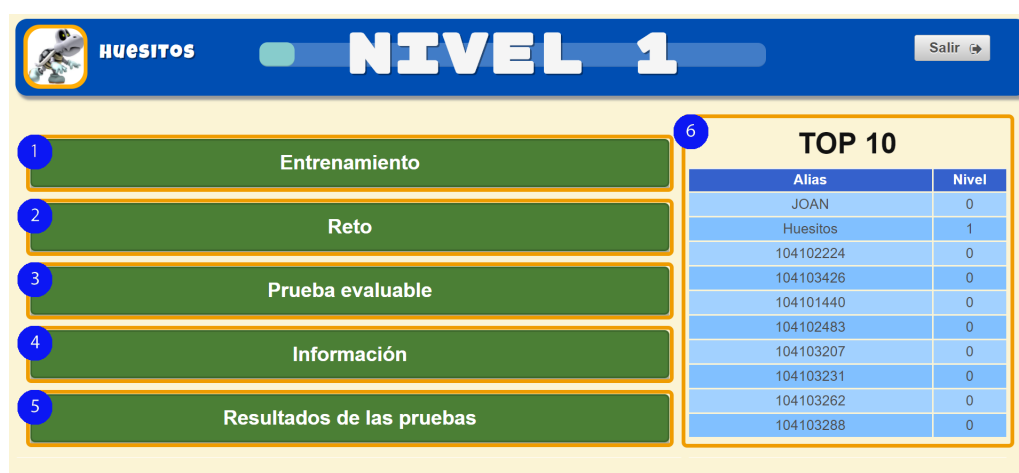 Huesitos
NIVEL 1
Salir
1
Entrenamiento
2
Reto
3
Prueba evaluable
4
Información
5
Resultados de las pruebas
6
TOP 10
Alias Nivel
JOAN 0
Huesitos 1
104102224 0
104103426 0
104101440 0
104102483 0
104103207 0
104103231 0
104103262 0
104103288 0